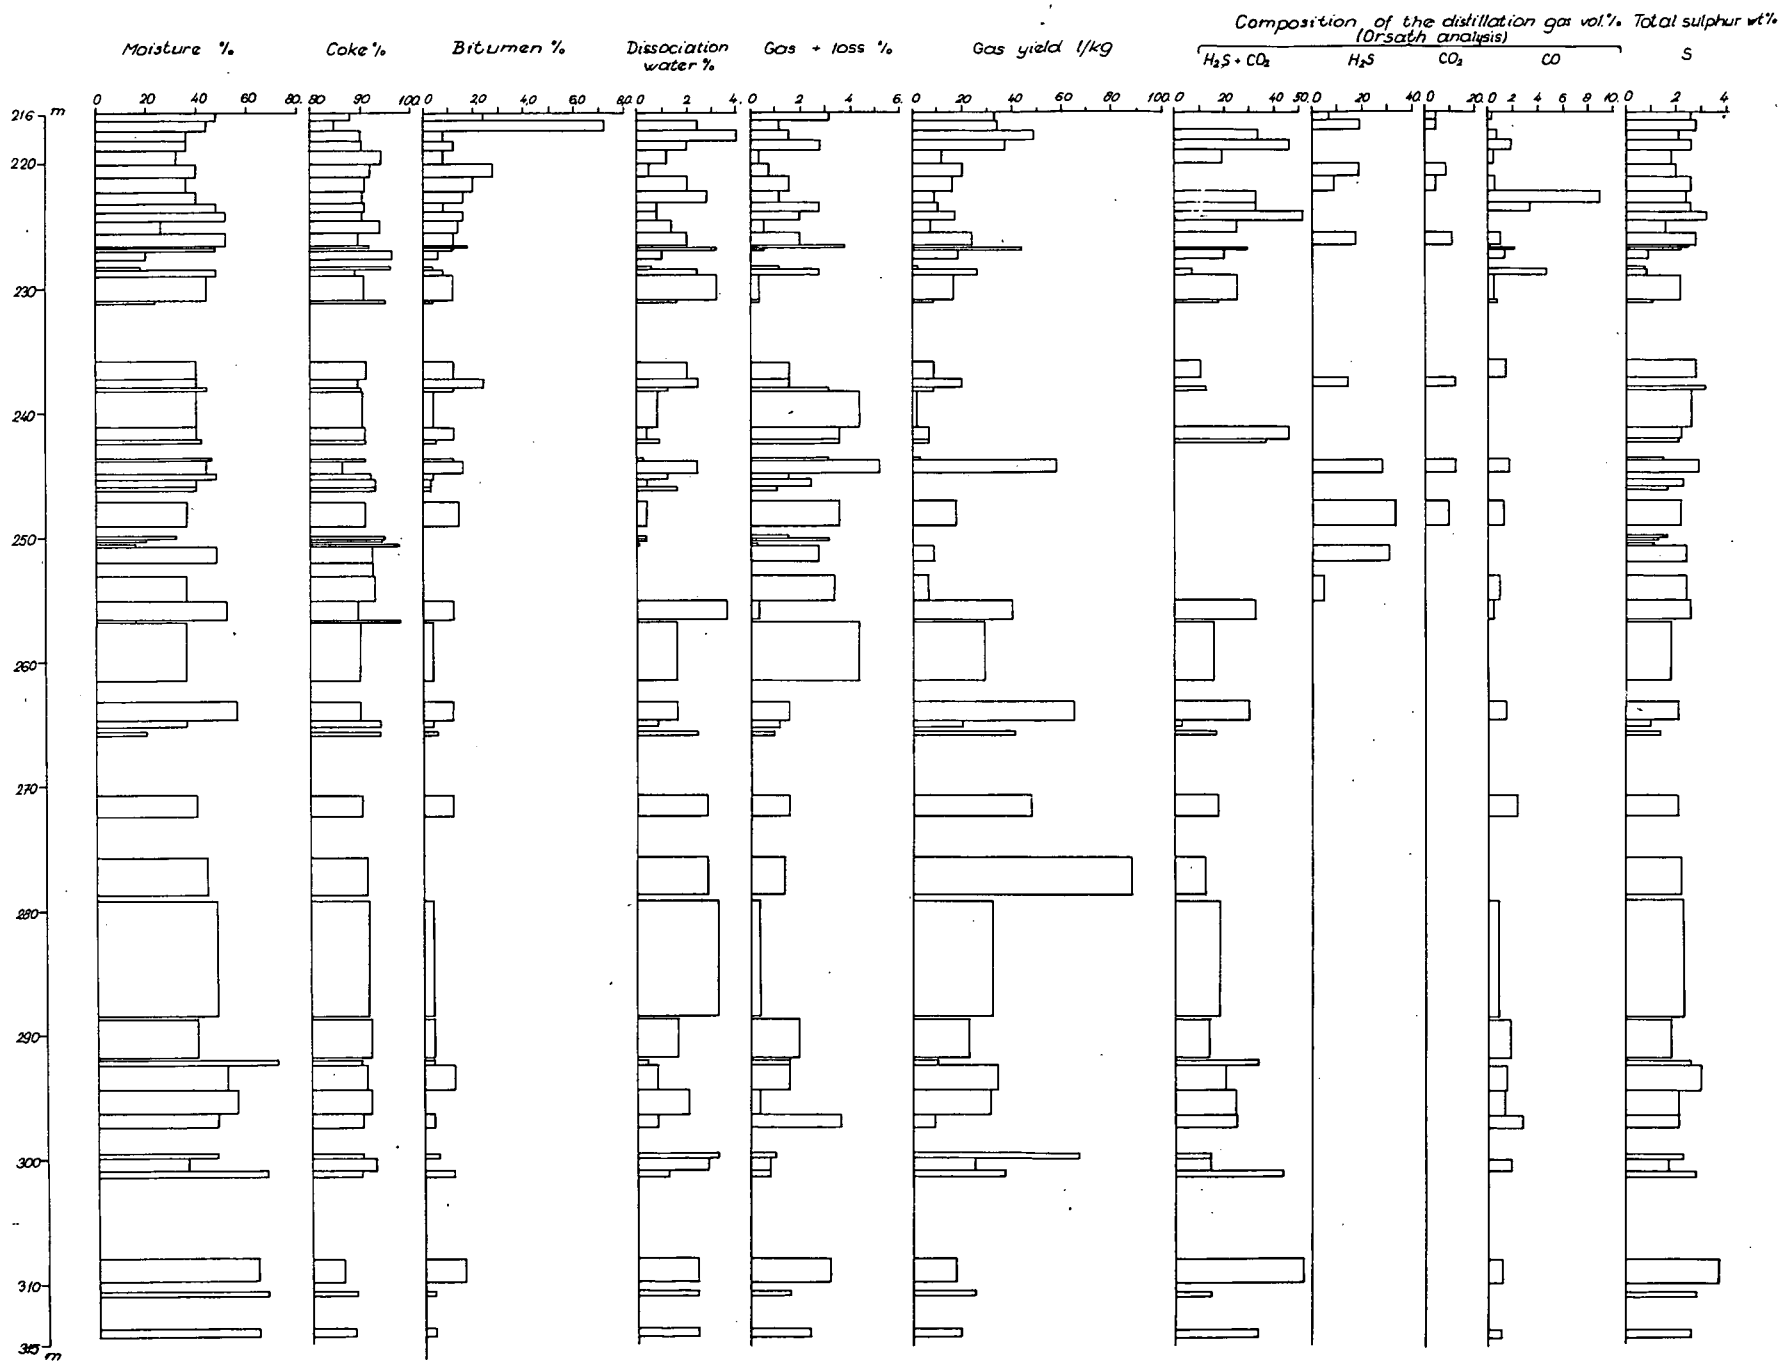 Composition of the distillation gas vol.% Total sulphur wt%
(Orsath analysis)
Moisture % Coke % Bitumen % Dissociation Gas + loss % Gas yield l/kg S
water %
H₂S + CO₂ H₂S CO₂ CO
0 20 40 60 80 80 90 100 0 2,0 4,0 6,0 8,0 0 2 4 0 2 4 6 0 20 40 60 80 100 0 20 40 50 0 20 40 0 20 0 2 4 6 8 10 0 2 4
216 m
220
230
240
250
260
270
280
290
300
310
315
m